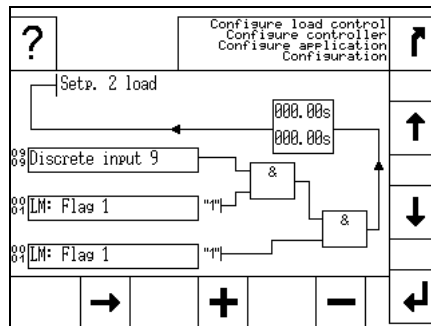 ?
Configure load control
Configure controller
Configure application
Configuration
Setp. 2 load
000.00s
000.00s
09
09
Discrete input 9
&
00
01
LM: Flag 1
"1"
&
00
01
LM: Flag 1
"1"
+
−